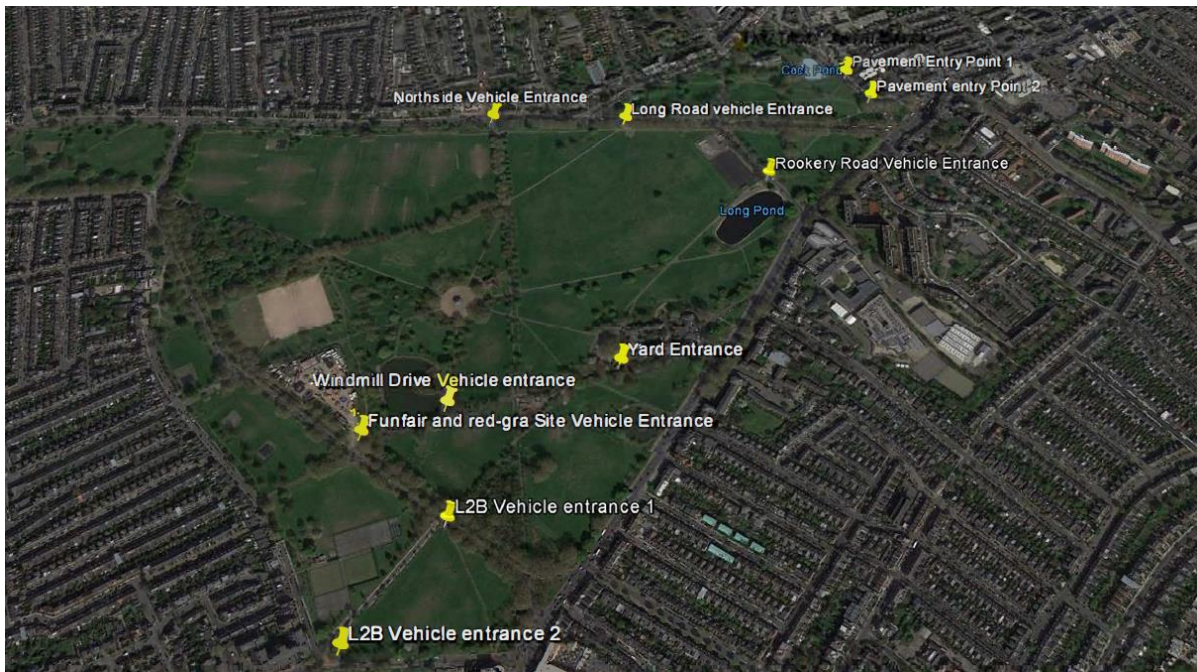 Pavement Entry Point 1
Cock Pond
Pavement entry Point 2
Northside Vehicle Entrance
Long Road vehicle Entrance
Rookery Road Vehicle Entrance
Long Pond
Yard Entrance
Windmill Drive Vehicle entrance
1
Funfair and red-gra Site Vehicle Entrance
L2B Vehicle entrance 1
L2B Vehicle entrance 2